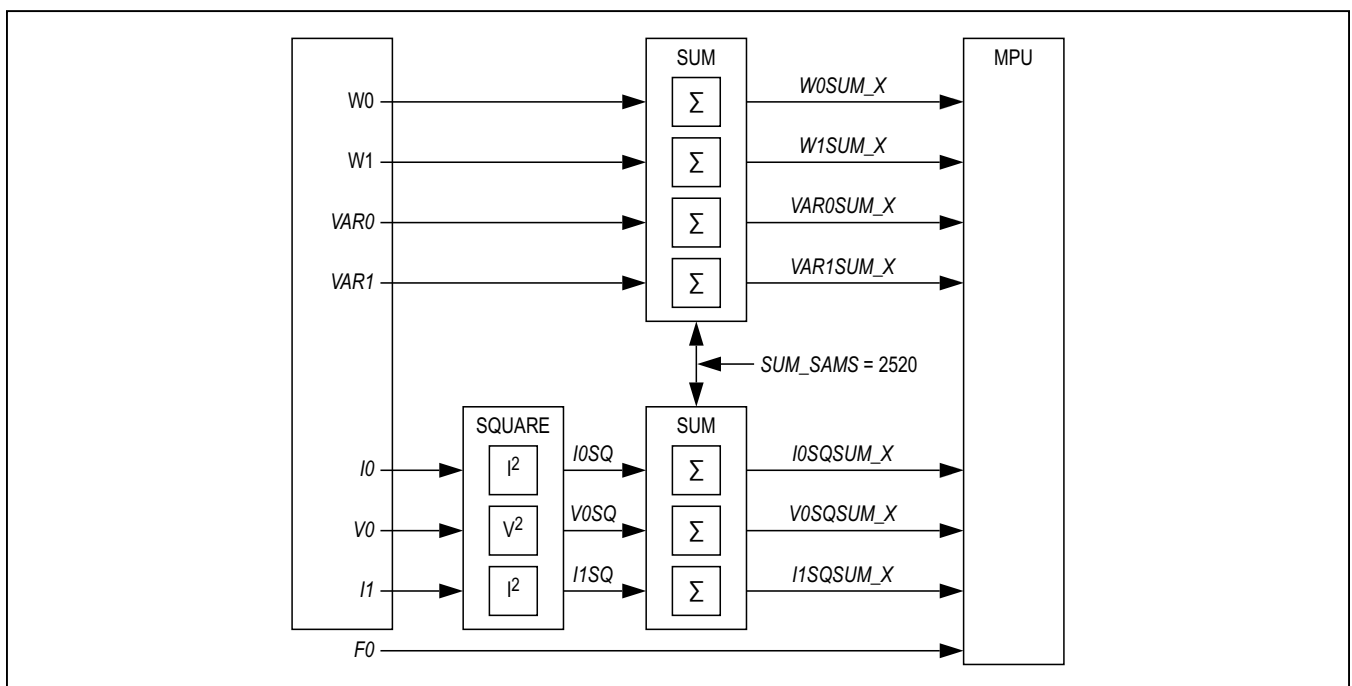 SUM
MPU
W0
Σ
W0SUM_X
W1
Σ
W1SUM_X
VAR0
Σ
VAR0SUM_X
VAR1
Σ
VAR1SUM_X
SUM_SAMS = 2520
SQUARE
SUM
I0
I²
I0SQ
Σ
I0SQSUM_X
V0
V²
V0SQ
Σ
V0SQSUM_X
I1
I²
I1SQ
Σ
I1SQSUM_X
F0